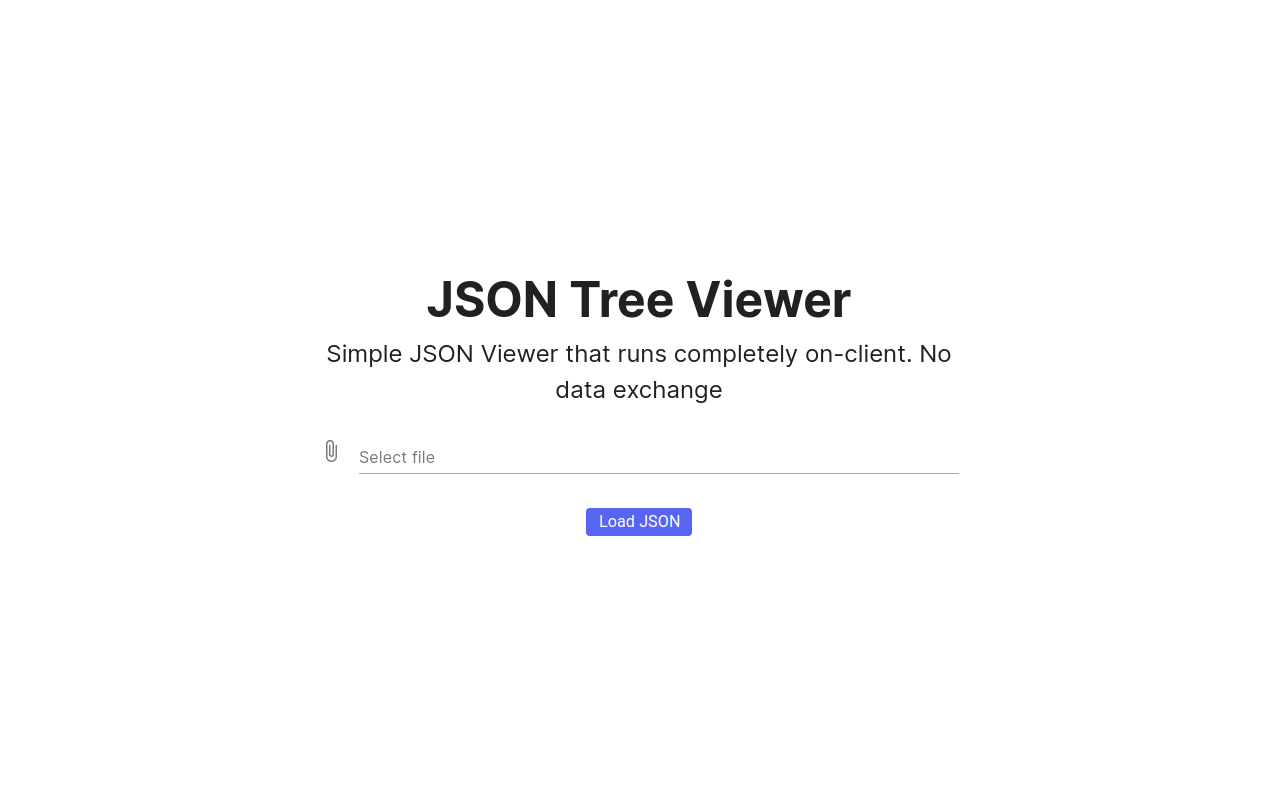 JSON Tree Viewer
Simple JSON Viewer that runs completely on-client. No
data exchange
Select file
Load JSON